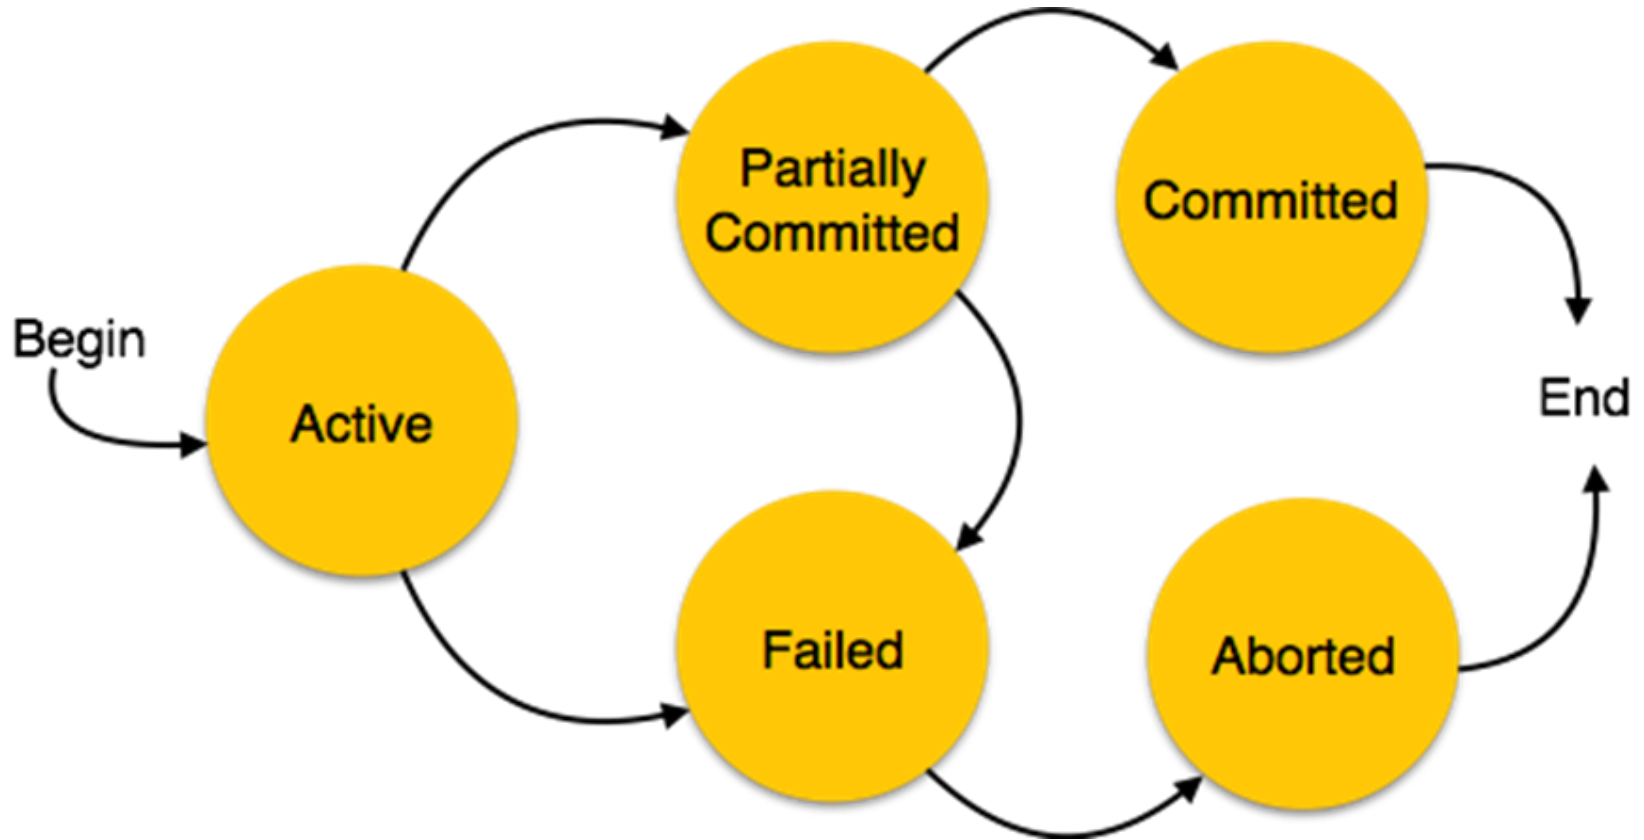 Begin
Active
Partially
Committed
Committed
Failed
Aborted
End